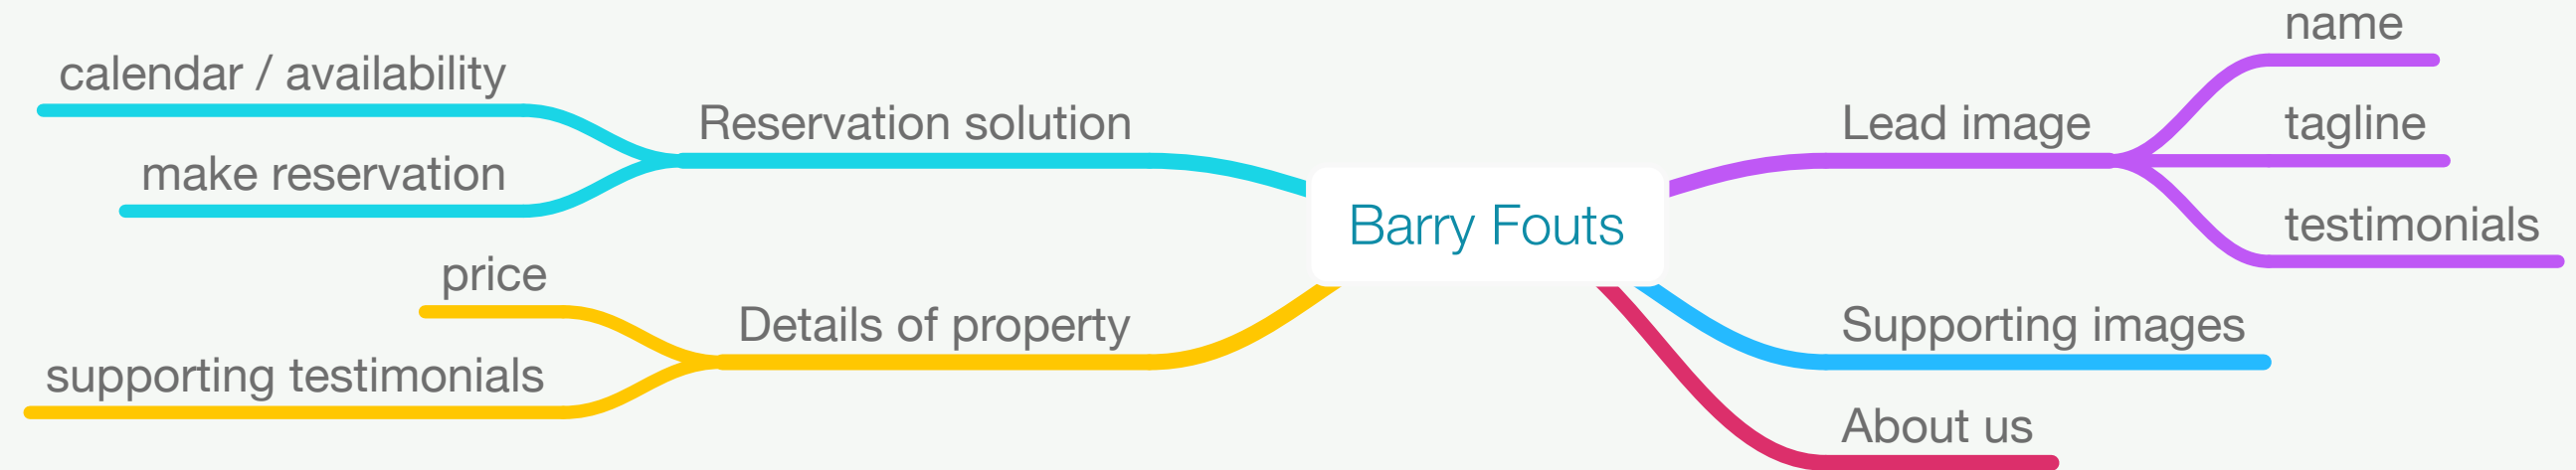 name
calendar / availability
Reservation solution
Lead image
tagline
make reservation
Barry Fouts
testimonials
price
Details of property
Supporting images
supporting testimonials
About us